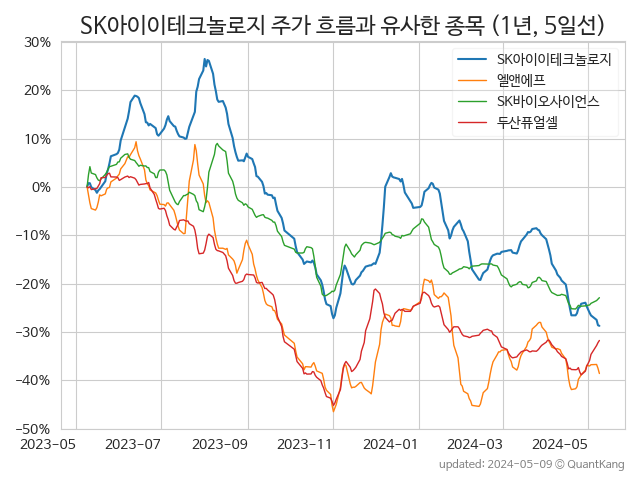 SK아이이테크놀로지 주가 흐름과 유사한 종목 (1년, 5일선)
30%
20%
10%
0%
−10%
−20%
−30%
−40%
−50%
SK아이이테크놀로지
엘앤에프
SK바이오사이언스
두산퓨얼셀
2023-05
2023-07
2023-09
2023-11
2024-01
2024-03
2024-05
updated: 2024-05-09 © QuantKang